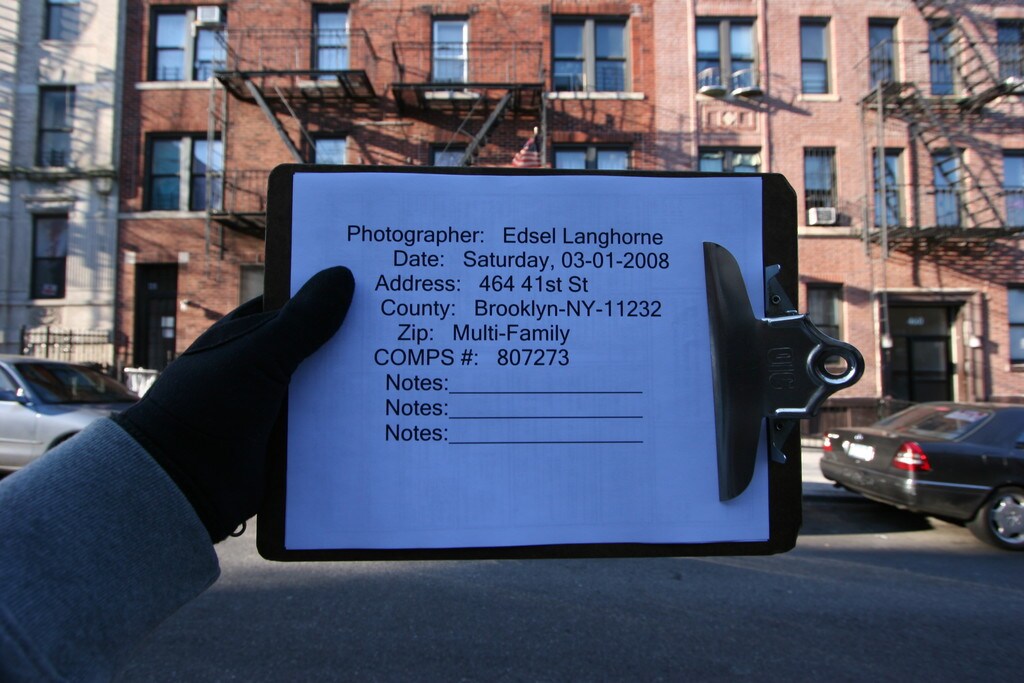 Photographer: Edsel Langhorne
Date: Saturday, 03-01-2008
Address: 464 41st St
County: Brooklyn-NY-11232
Zip: Multi-Family
COMPS #: 807273
Notes:
Notes:
Notes: